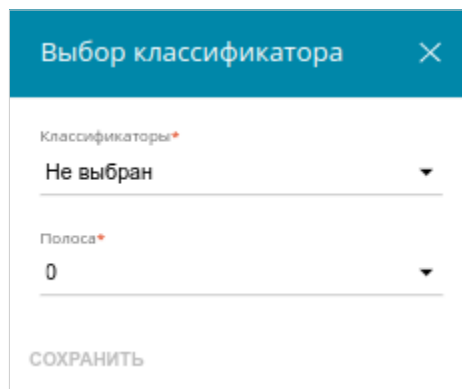 Выбор классификатора
Классификаторы*
Не выбран
Полоса*
0
СОХРАНИТЬ